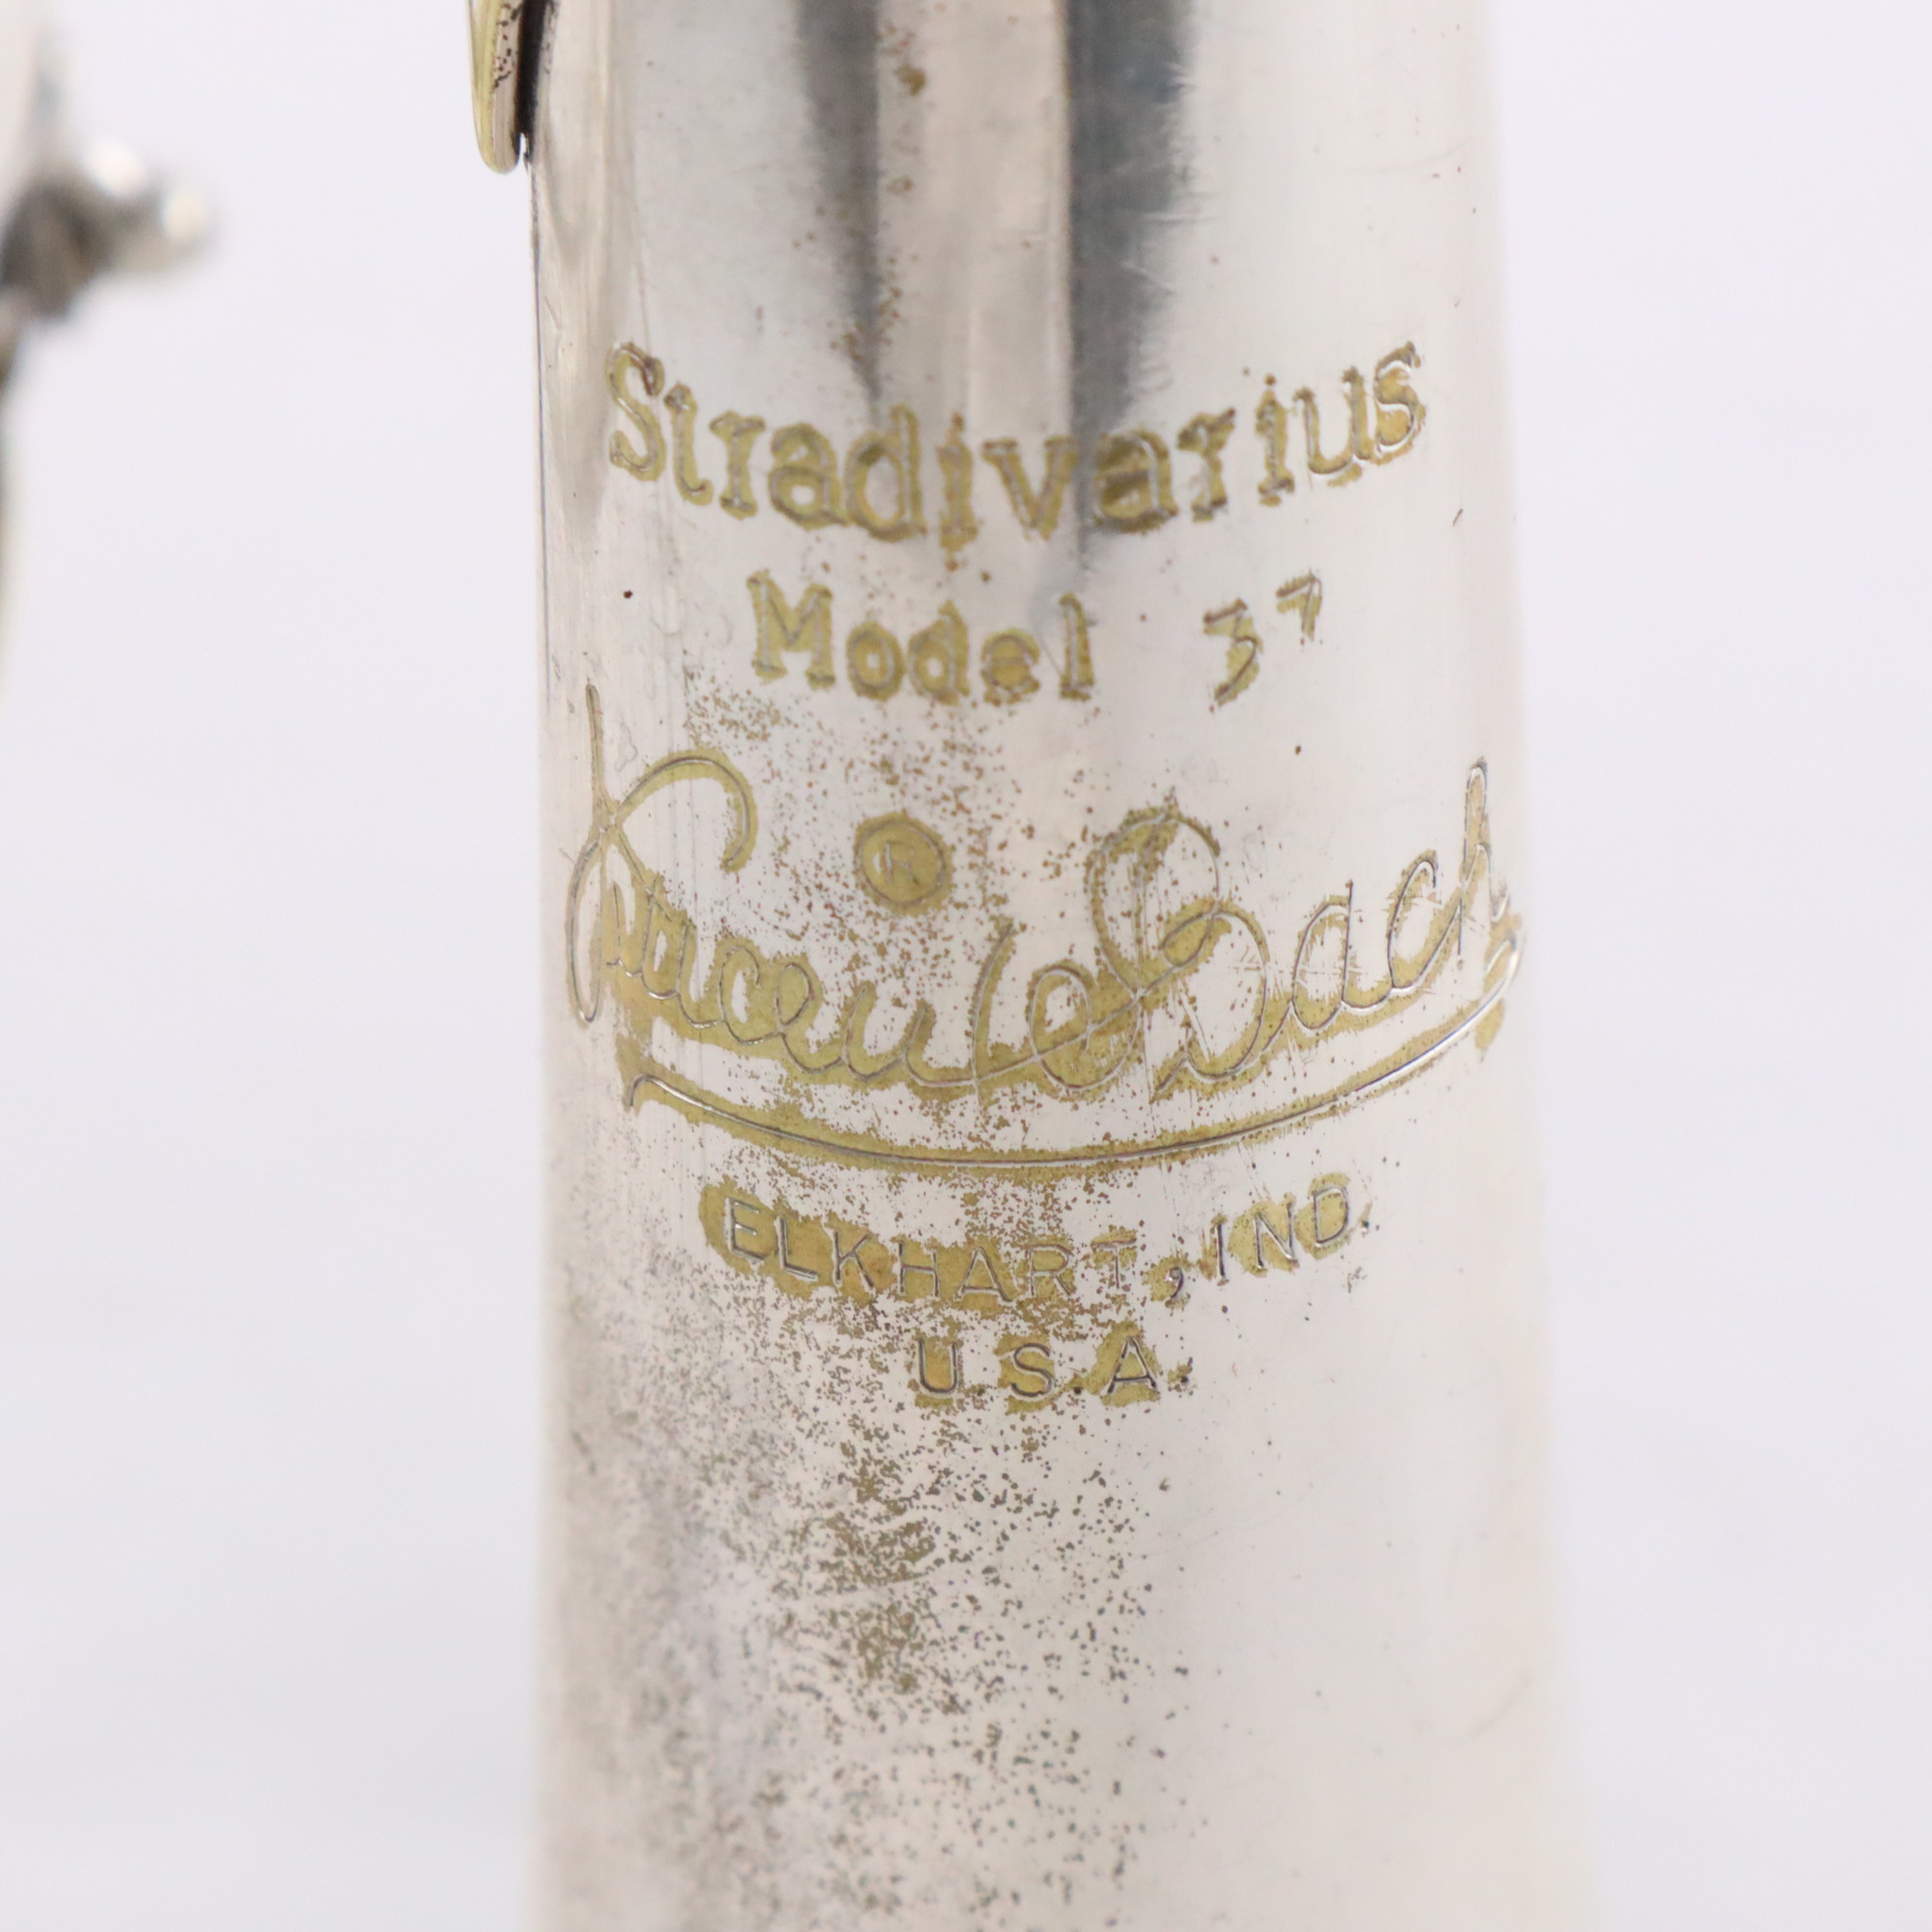 Stradivarius
Model 37
Vincent Bach ®
ELKHART, IND.
U.S.A.